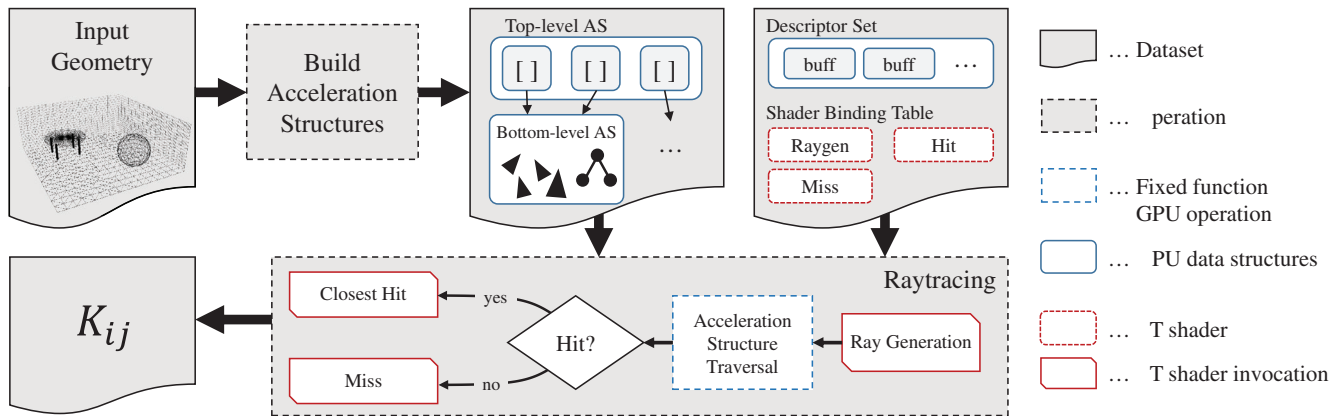 Input
Geometry
Build
Acceleration
Structures
Top-level AS
[ ] [ ] [ ]
Bottom-level AS
...
Descriptor Set
buff buff ...
Shader Binding Table
Raygen Hit
Miss
... Dataset
... peration
... Fixed function
GPU operation
... PU data structures
... T shader
... T shader invocation
K_ij
Raytracing
Closest Hit
yes
Hit?
Acceleration
Structure
Traversal
Ray Generation
Miss
no